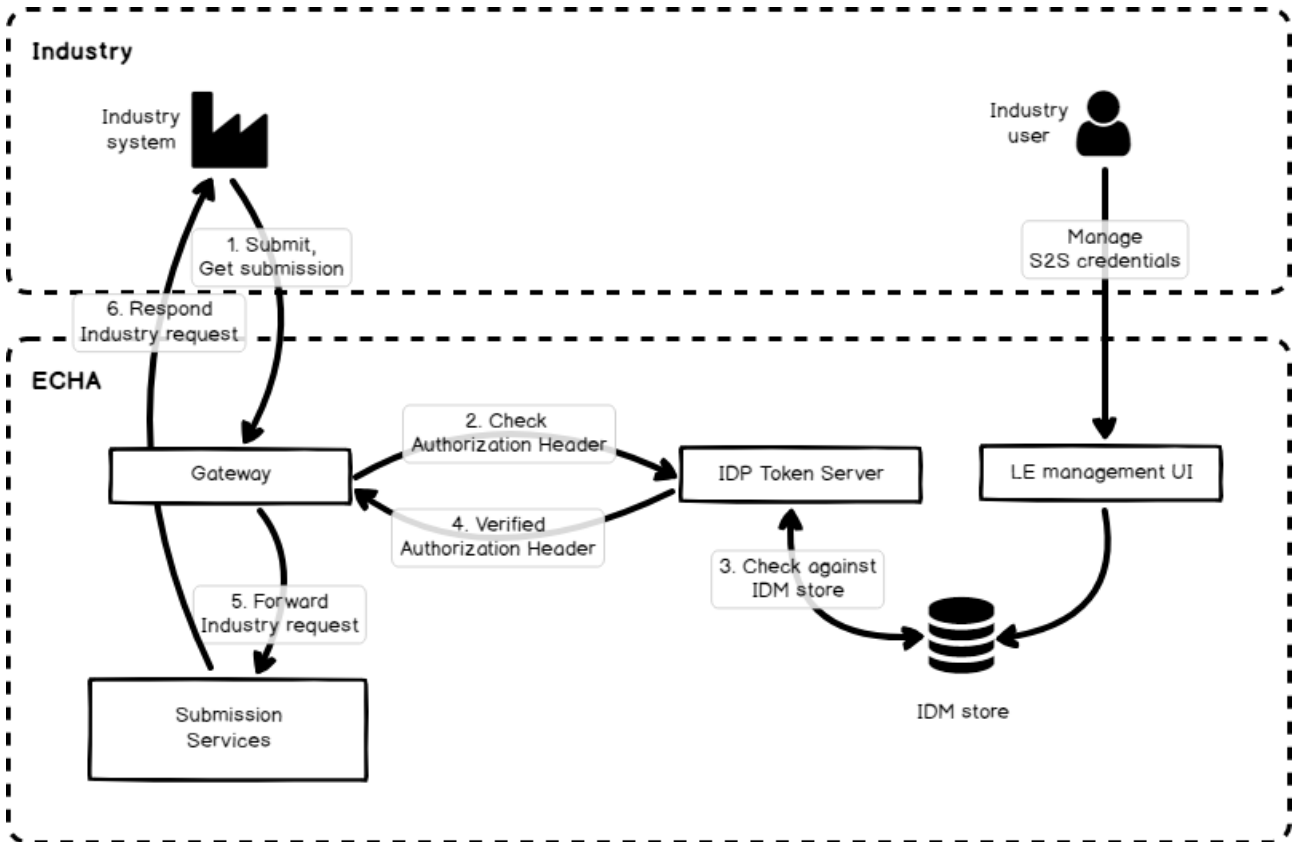 Industry
Industry
system
Industry
user
1. Submit,
Get submission
Manage
S2S credentials
6. Respond
Industry request
ECHA
2. Check
Authorization Header
Gateway
IDP Token Server
LE management UI
4. Verified
Authorization Header
3. Check against
IDM store
5. Forward
Industry request
Submission
Services
IDM store